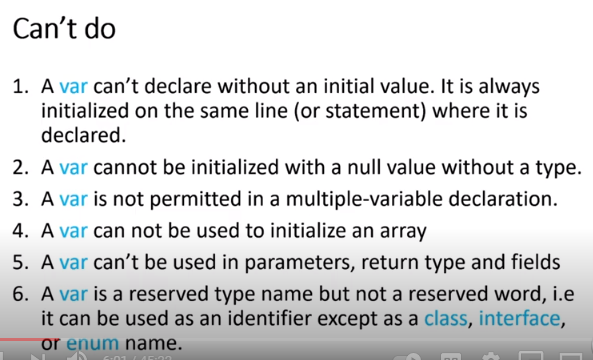 Can't do
1. A var can't declare without an initial value. It is always
initialized on the same line (or statement) where it is
declared.
2. A var cannot be initialized with a null value without a type.
3. A var is not permitted in a multiple-variable declaration.
4. A var can not be used to initialize an array
5. A var can't be used in parameters, return type and fields
6. A var is a reserved type name but not a reserved word, i.e
it can be used as an identifier except as a class, interface,
or enum name.